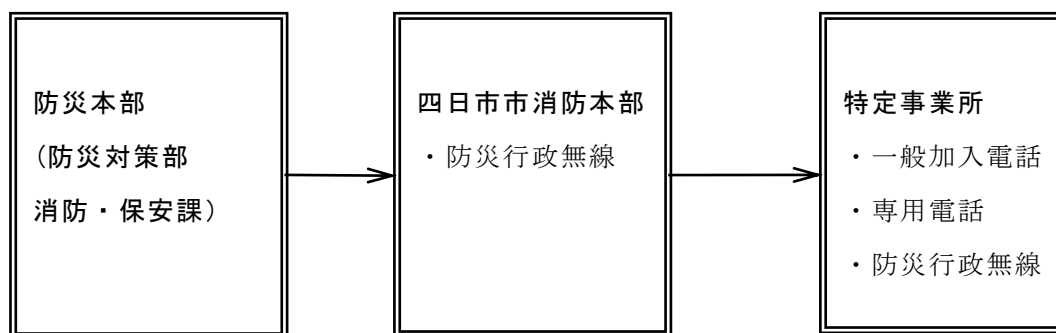 防災本部
（防災対策部
消防・保安課）
四日市市消防本部
・防災行政無線
特定事業所
・一般加入電話
・専用電話
・防災行政無線